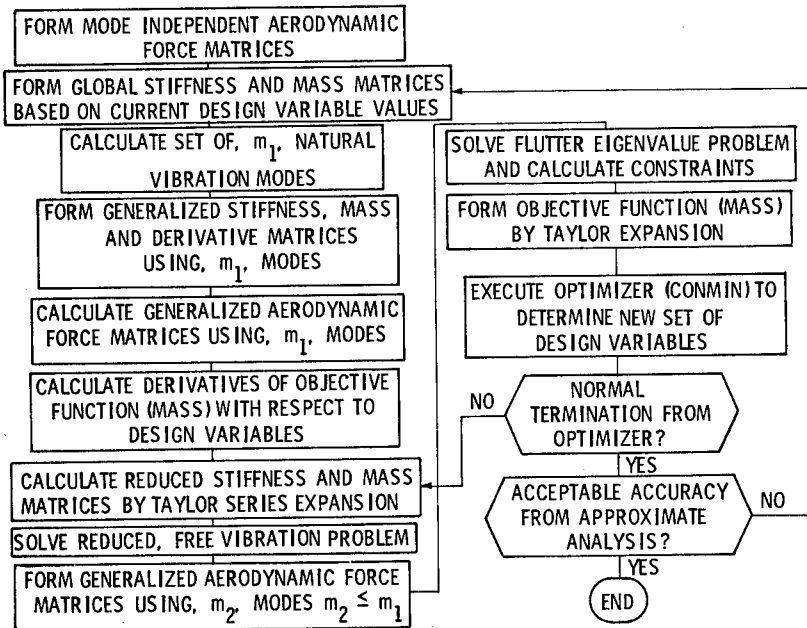 FORM MODE INDEPENDENT AERODYNAMIC
FORCE MATRICES
FORM GLOBAL STIFFNESS AND MASS MATRICES
BASED ON CURRENT DESIGN VARIABLE VALUES
CALCULATE SET OF, m1, NATURAL
VIBRATION MODES
FORM GENERALIZED STIFFNESS, MASS
AND DERIVATIVE MATRICES
USING, m1, MODES
CALCULATE GENERALIZED AERODYNAMIC
FORCE MATRICES USING, m1, MODES
CALCULATE DERIVATIVES OF OBJECTIVE
FUNCTION (MASS) WITH RESPECT TO
DESIGN VARIABLES
CALCULATE REDUCED STIFFNESS AND MASS
MATRICES BY TAYLOR SERIES EXPANSION
SOLVE REDUCED, FREE VIBRATION PROBLEM
FORM GENERALIZED AERODYNAMIC FORCE
MATRICES USING, m2, MODES m2 ≤ m1
SOLVE FLUTTER EIGENVALUE PROBLEM
AND CALCULATE CONSTRAINTS
FORM OBJECTIVE FUNCTION (MASS)
BY TAYLOR EXPANSION
EXECUTE OPTIMIZER (CONMIN) TO
DETERMINE NEW SET OF
DESIGN VARIABLES
NO
NORMAL
TERMINATION FROM
OPTIMIZER?
YES
ACCEPTABLE ACCURACY
FROM APPROXIMATE
ANALYSIS?
NO
YES
END